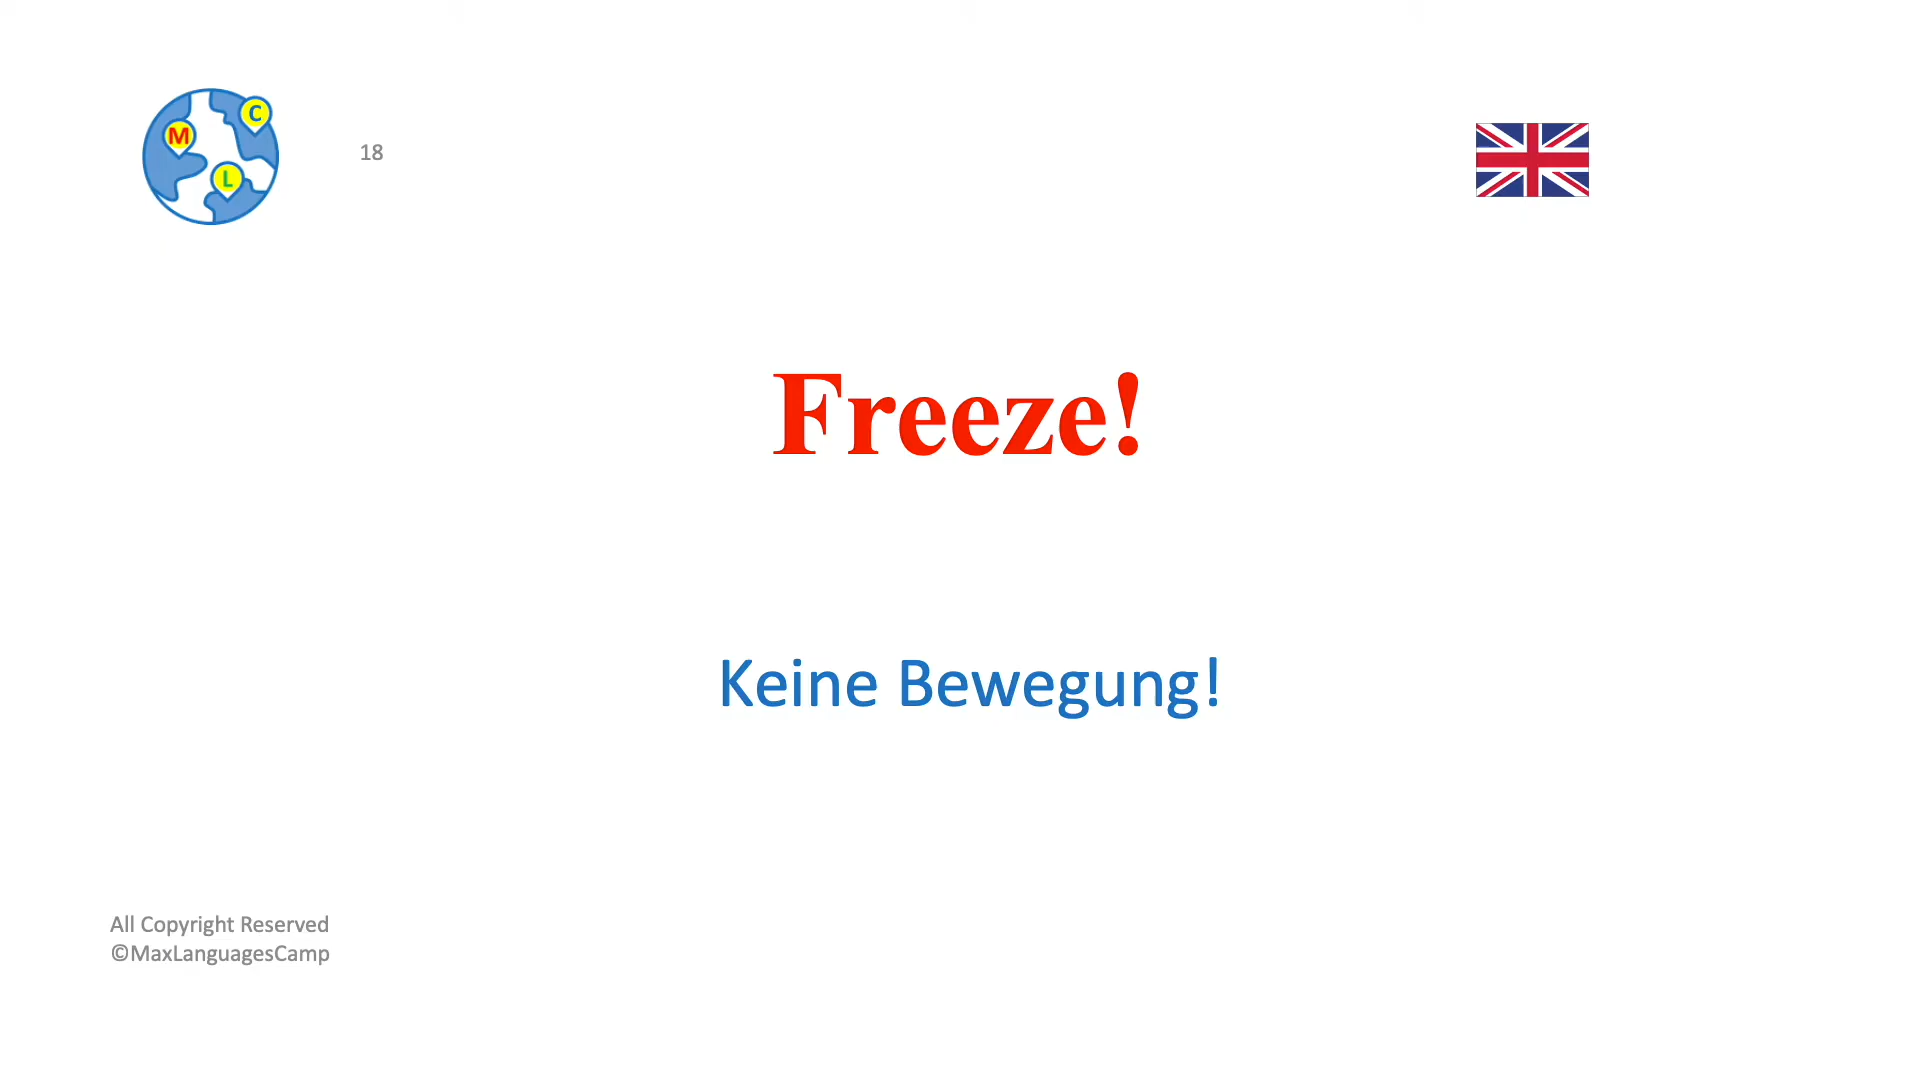 M
C
L
18
Freeze!
Keine Bewegung!
All Copyright Reserved
©MaxLanguagesCamp